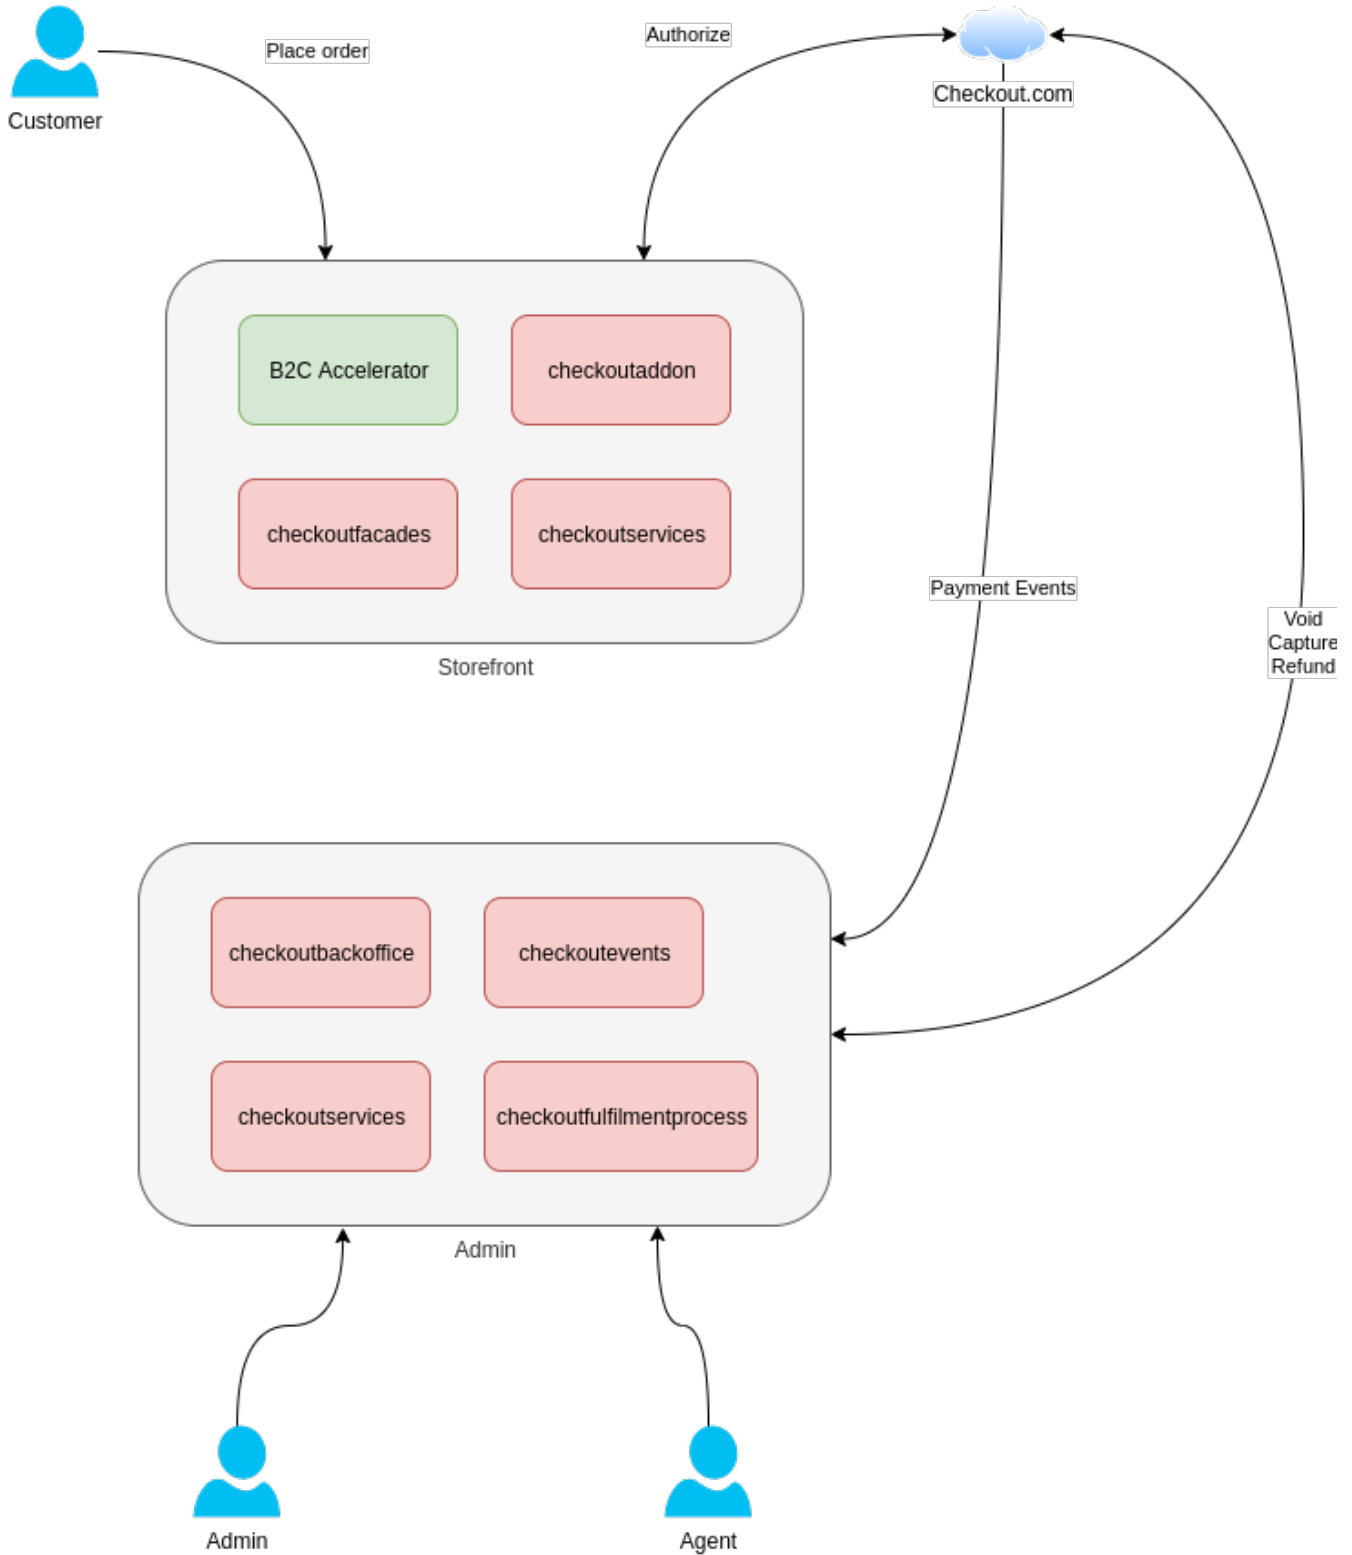 Place order
Authorize
Customer
Checkout.com
B2C Accelerator
checkoutaddon
checkoutfacades
checkoutservices
Storefront
Payment Events
Void
Capture
Refund
checkoutbackoffice
checkoutevents
checkoutservices
checkoutfulfilmentprocess
Admin
Admin
Agent